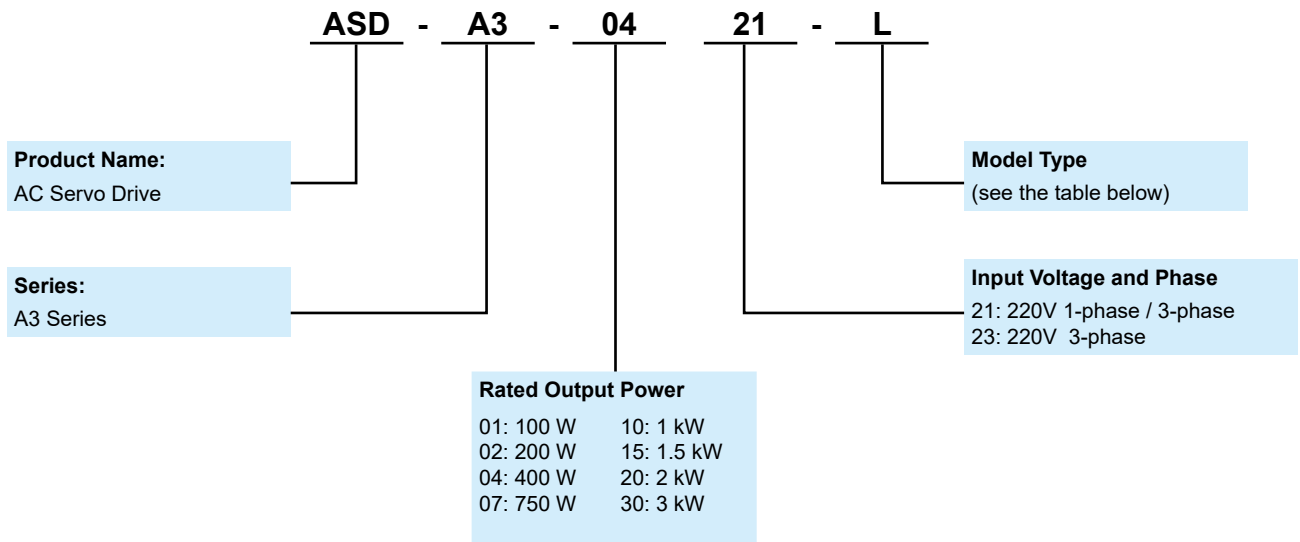 ASD - A3 - 04 21 - L
Product Name:
AC Servo Drive
Model Type
(see the table below)
Series:
A3 Series
Input Voltage and Phase
21: 220V 1-phase / 3-phase
23: 220V 3-phase
Rated Output Power
01: 100 W 10: 1 kW
02: 200 W 15: 1.5 kW
04: 400 W 20: 2 kW
07: 750 W 30: 3 kW